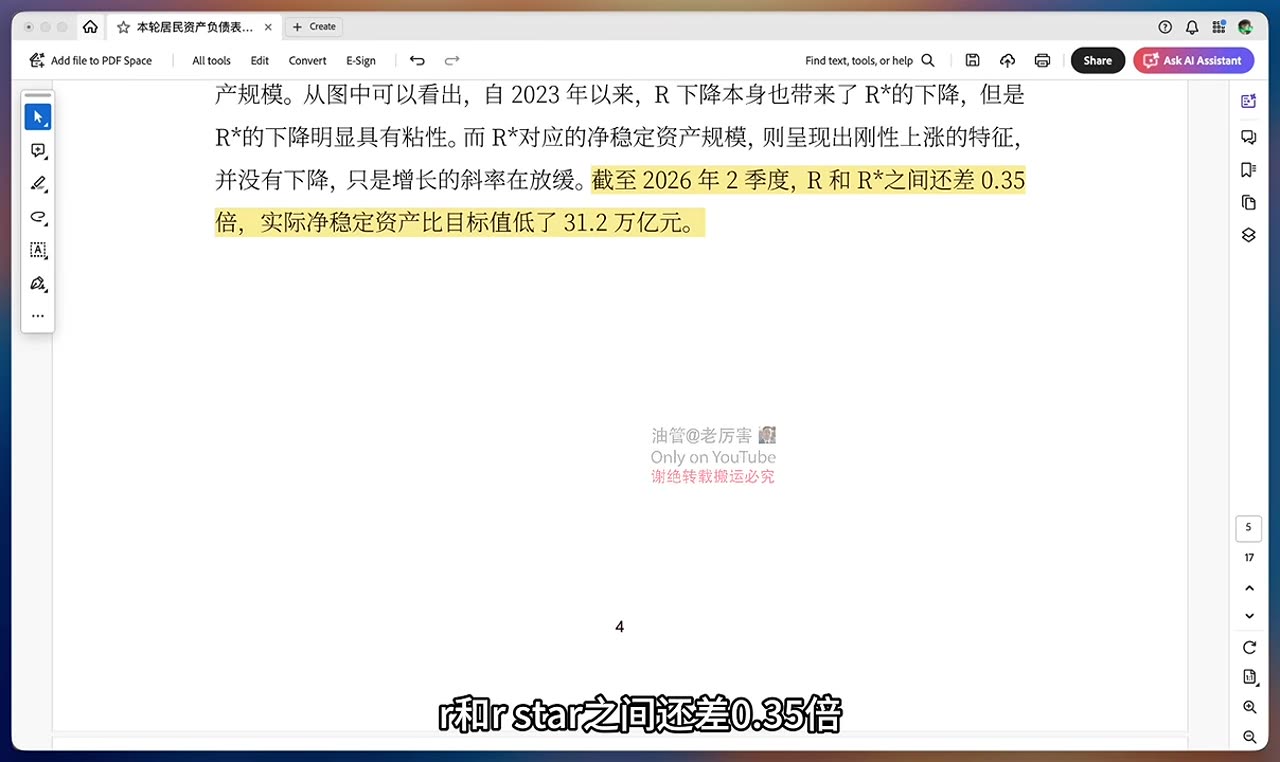 本轮居民资产负债表...
Create
Add file to PDF Space
All tools
Edit
Convert
E-Sign
Find text, tools, or help
Share
Ask AI Assistant
产规模。从图中可以看出，自 2023 年以来，R 下降本身也带来了 R*的下降，但是
R*的下降明显具有粘性。而 R*对应的净稳定资产规模，则呈现出刚性上涨的特征，
并没有下降，只是增长的斜率在放缓。截至 2026 年 2 季度，R 和 R*之间还差 0.35
倍，实际净稳定资产比目标值低了 31.2 万亿元。
油管@老厉害
Only on YouTube
谢绝转载搬运必究
5
17
4
r和r star之间还差0.35倍